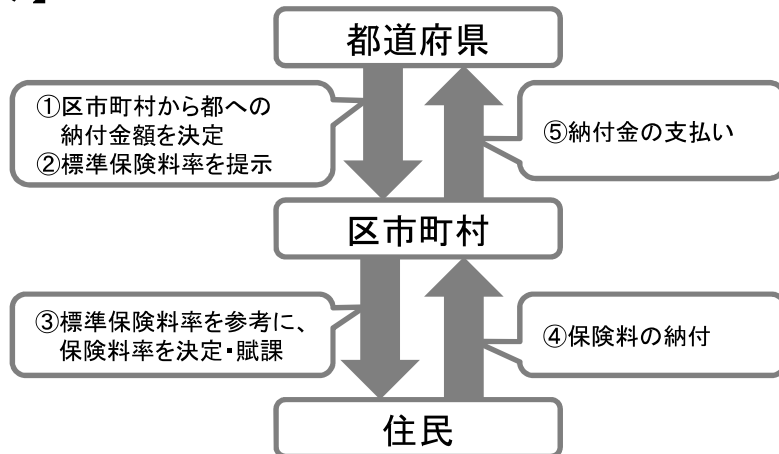 都道府県
①区市町村から都への
納付金額を決定
②標準保険料率を提示
⑤納付金の支払い
区市町村
③標準保険料率を参考に、
保険料率を決定・賦課
④保険料の納付
住民